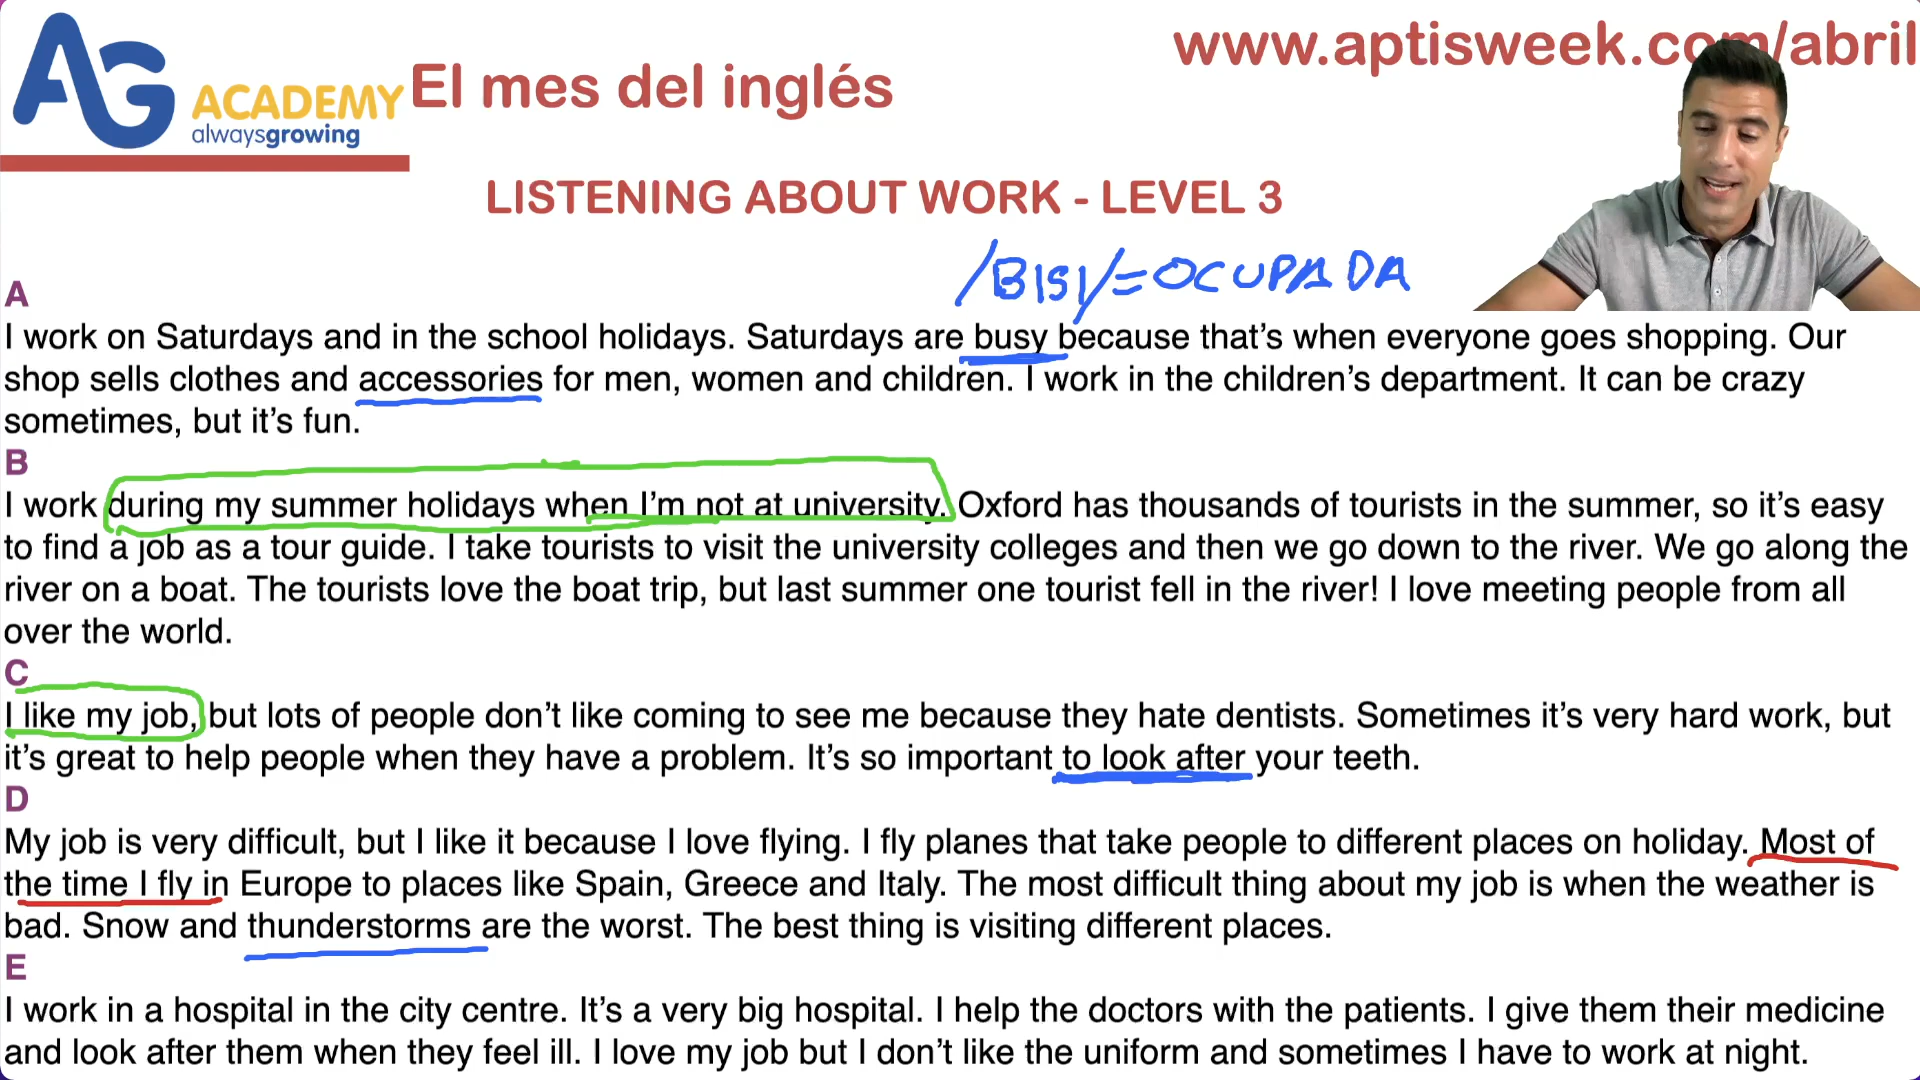 www.aptisweek.com/abril
AG
ACADEMY
alwaysgrowing
El mes del inglés
LISTENING ABOUT WORK - LEVEL 3
/BISI/=OCUPADA
A
I work on Saturdays and in the school holidays. Saturdays are busy because that’s when everyone goes shopping. Our
shop sells clothes and accessories for men, women and children. I work in the children’s department. It can be crazy
sometimes, but it’s fun.
B
I work during my summer holidays when I’m not at university. Oxford has thousands of tourists in the summer, so it’s easy
to find a job as a tour guide. I take tourists to visit the university colleges and then we go down to the river. We go along the
river on a boat. The tourists love the boat trip, but last summer one tourist fell in the river! I love meeting people from all
over the world.
C
I like my job, but lots of people don’t like coming to see me because they hate dentists. Sometimes it’s very hard work, but
it’s great to help people when they have a problem. It’s so important to look after your teeth.
D
My job is very difficult, but I like it because I love flying. I fly planes that take people to different places on holiday. Most of
the time I fly in Europe to places like Spain, Greece and Italy. The most difficult thing about my job is when the weather is
bad. Snow and thunderstorms are the worst. The best thing is visiting different places.
E
I work in a hospital in the city centre. It’s a very big hospital. I help the doctors with the patients. I give them their medicine
and look after them when they feel ill. I love my job but I don’t like the uniform and sometimes I have to work at night.